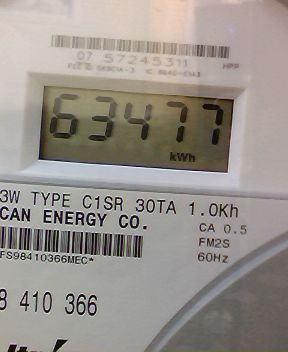 07 57245311 HPP
63477
kWh
3W TYPE C1SR 30TA 1.0Kh
CAN ENERGY CO. CA 0.5
FM2S
FS98410366MEC* 60Hz
8 410 366